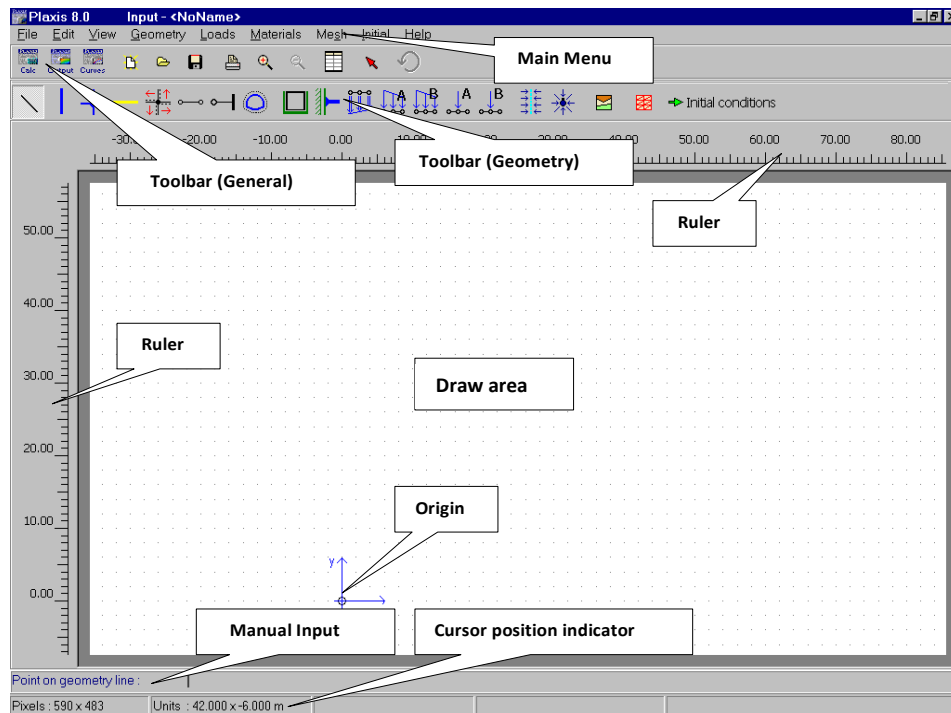 Plaxis 8.0 Input - <NoName>
File Edit View Geometry Loads Materials Mesh Initial Help
Main Menu
Calc Output Curves
A B A B Initial conditions
Toolbar (General)
Toolbar (Geometry)
Ruler
-30.00 -20.00 -10.00 0.00 10.00 20.00 30.00 40.00 50.00 60.00 70.00 80.00
50.00
40.00
Ruler
30.00
Draw area
20.00
Origin
10.00
y
0.00
Manual Input
Cursor position indicator
Point on geometry line :
Pixels : 590 x 483 Units : 42.000 x -6.000 m